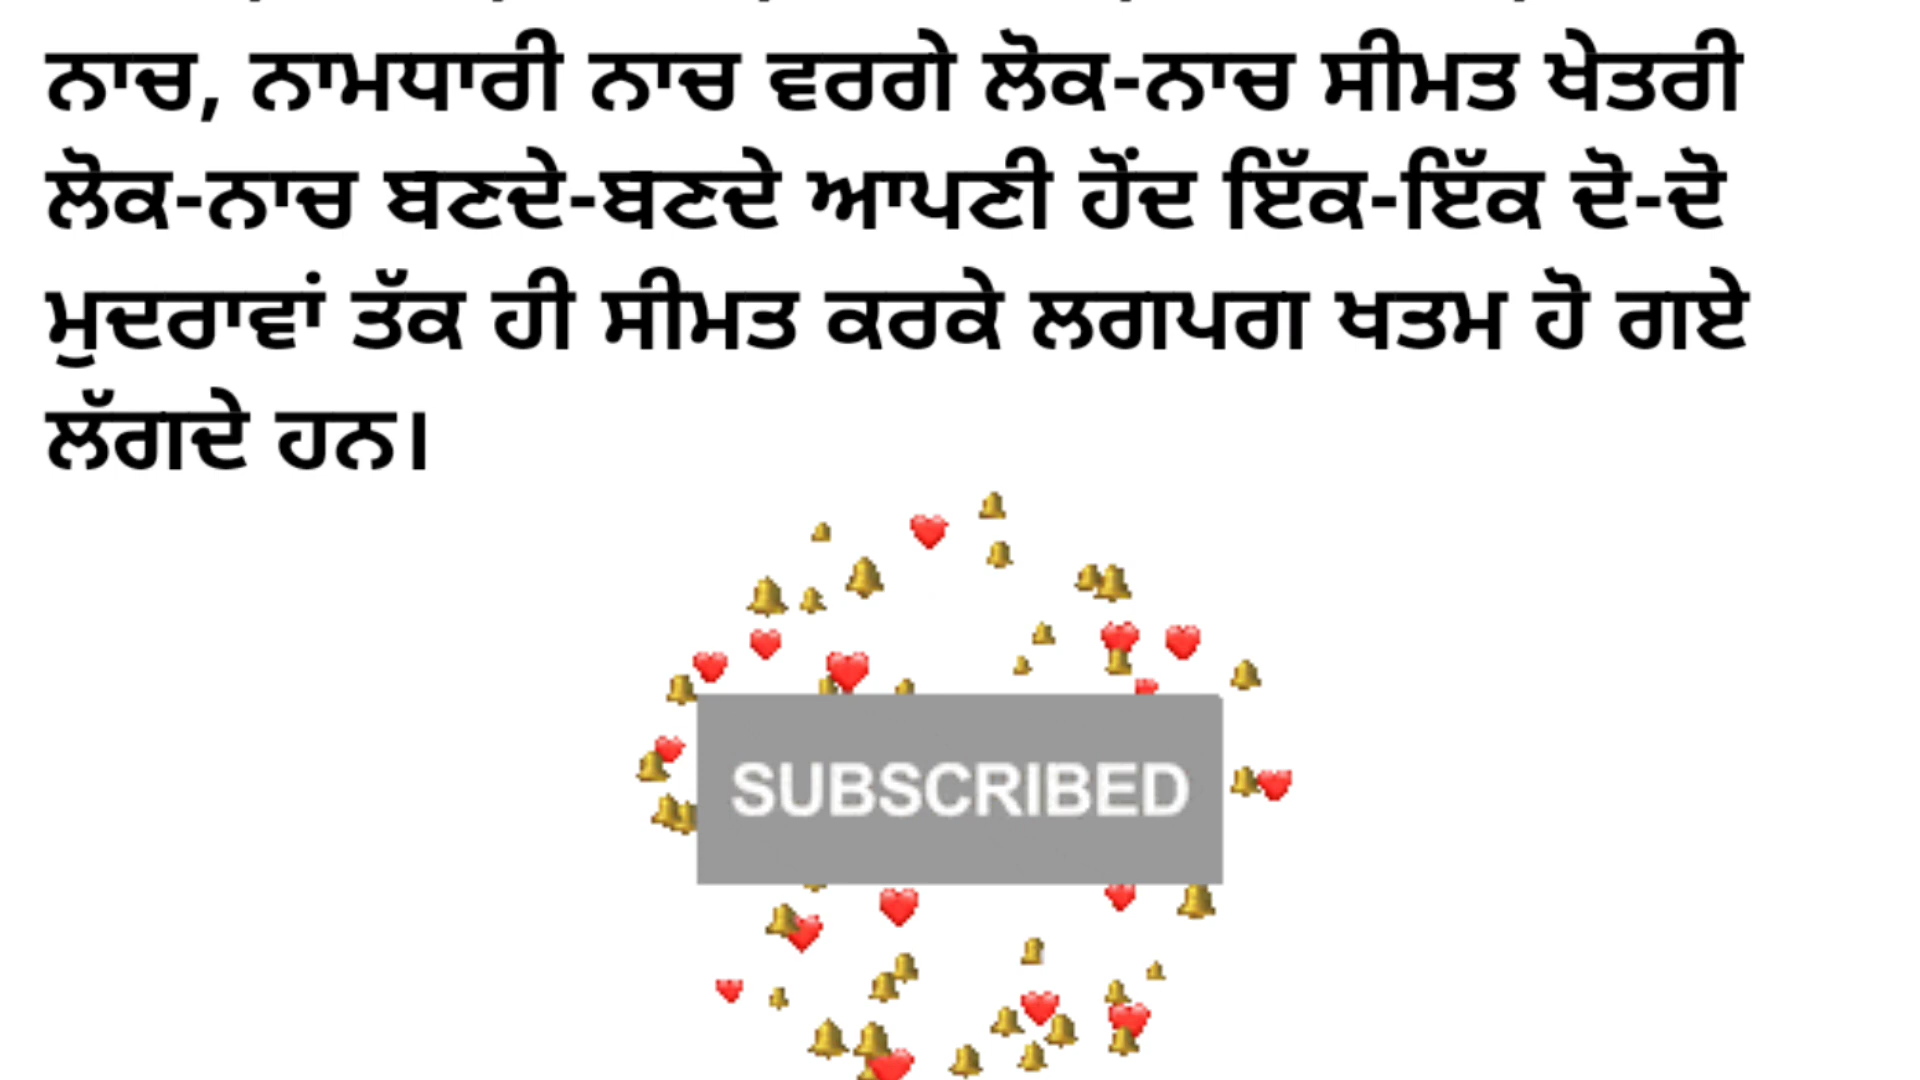 ਨਾਚ, ਨਾਮਧਾਰੀ ਨਾਚ ਵਰਗੇ ਲੋਕ-ਨਾਚ ਸੀਮਤ ਖੇਤਰੀ
ਲੋਕ-ਨਾਚ ਬਣਦੇ-ਬਣਦੇ ਆਪਣੀ ਹੋਂਦ ਇੱਕ-ਇੱਕ ਦੋ-ਦੋ
ਮੁਦਰਾਵਾਂ ਤੱਕ ਹੀ ਸੀਮਤ ਕਰਕੇ ਲਗਪਗ ਖਤਮ ਹੋ ਗਏ
ਲੱਗਦੇ ਹਨ।
SUBSCRIBED